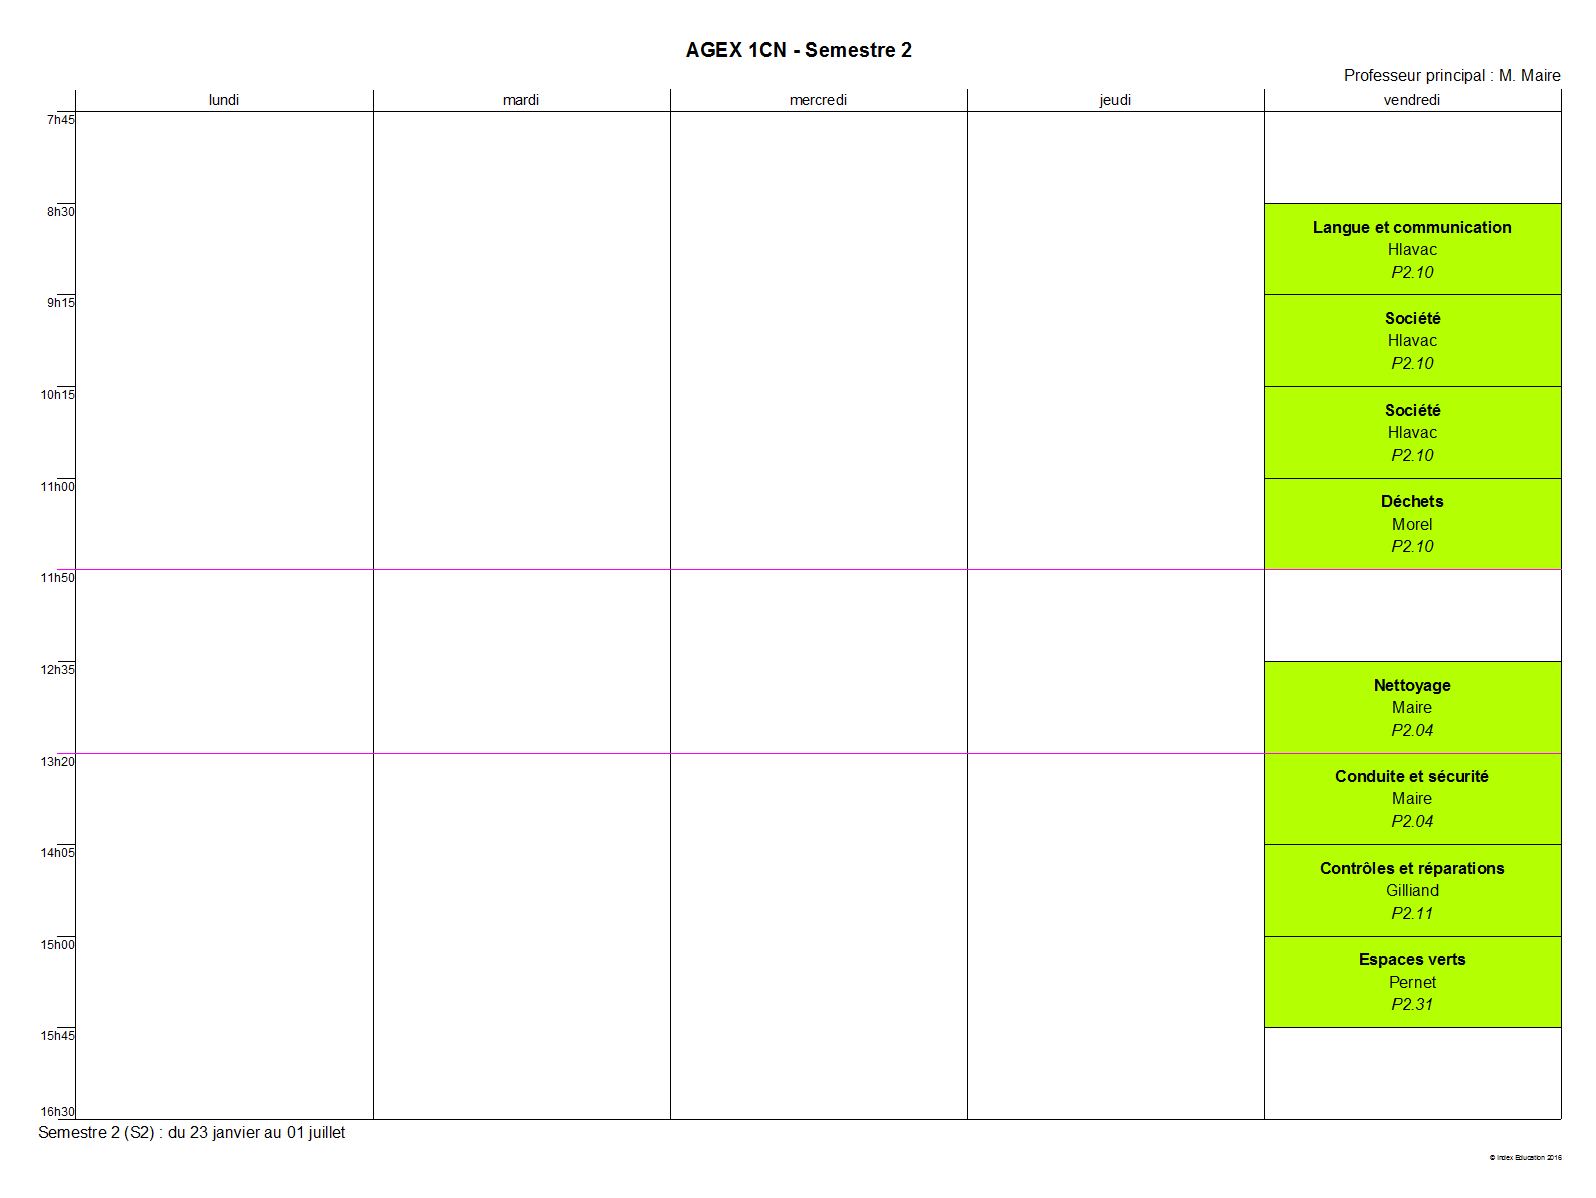 AGEX 1CN - Semestre 2
Professeur principal : M. Maire
lundi
mardi
mercredi
jeudi
vendredi
7h45
8h30
Langue et communication
Hlavac
P2.10
9h15
Société
Hlavac
P2.10
10h15
Société
Hlavac
P2.10
11h00
Déchets
Morel
P2.10
11h50
12h35
Nettoyage
Maire
P2.04
13h20
Conduite et sécurité
Maire
P2.04
14h05
Contrôles et réparations
Gilliand
P2.11
15h00
Espaces verts
Pernet
P2.31
15h45
16h30
Semestre 2 (S2) : du 23 janvier au 01 juillet
© Index Education 2016